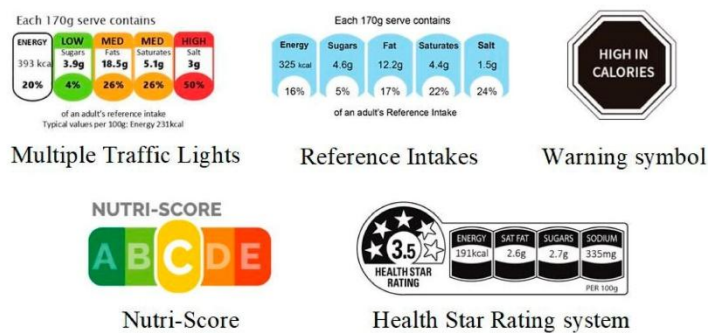 Each 170g serve contains
ENERGY LOW MED MED HIGH
Sugars Fats Saturates Salt
393 kcal 3.9g 18.5g 5.1g 3g
20% 4% 26% 26% 50%
of an adult's reference intake
Typical values per 100g: Energy 231kcal
Multiple Traffic Lights
Each 170g serve contains
Energy Sugars Fat Saturates Salt
325 kcal 4.6g 12.2g 4.4g 1.5g
16% 5% 17% 22% 24%
of an adult's Reference Intake
Reference Intakes
HIGH IN
CALORIES
Warning symbol
NUTRI-SCORE
A B C D E
Nutri-Score
3.5
HEALTH STAR
RATING
ENERGY SAT FAT SUGARS SODIUM
191kcal 2.6g 2.7g 335mg
PER 100g
Health Star Rating system